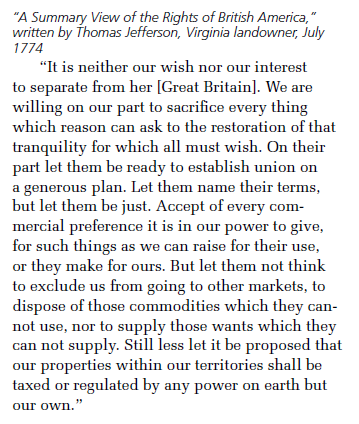 “A Summary View of the Rights of British America,”
written by Thomas Jefferson, Virginia landowner, July
1774
“It is neither our wish nor our interest
to separate from her [Great Britain]. We are
willing on our part to sacrifice every thing
which reason can ask to the restoration of that
tranquility for which all must wish. On their
part let them be ready to establish union on
a generous plan. Let them name their terms,
but let them be just. Accept of every com-
mercial preference it is in our power to give,
for such things as we can raise for their use,
or they make for ours. But let them not think
to exclude us from going to other markets, to
dispose of those commodities which they can-
not use, nor to supply those wants which they
can not supply. Still less let it be proposed that
our properties within our territories shall be
taxed or regulated by any power on earth but
our own.”